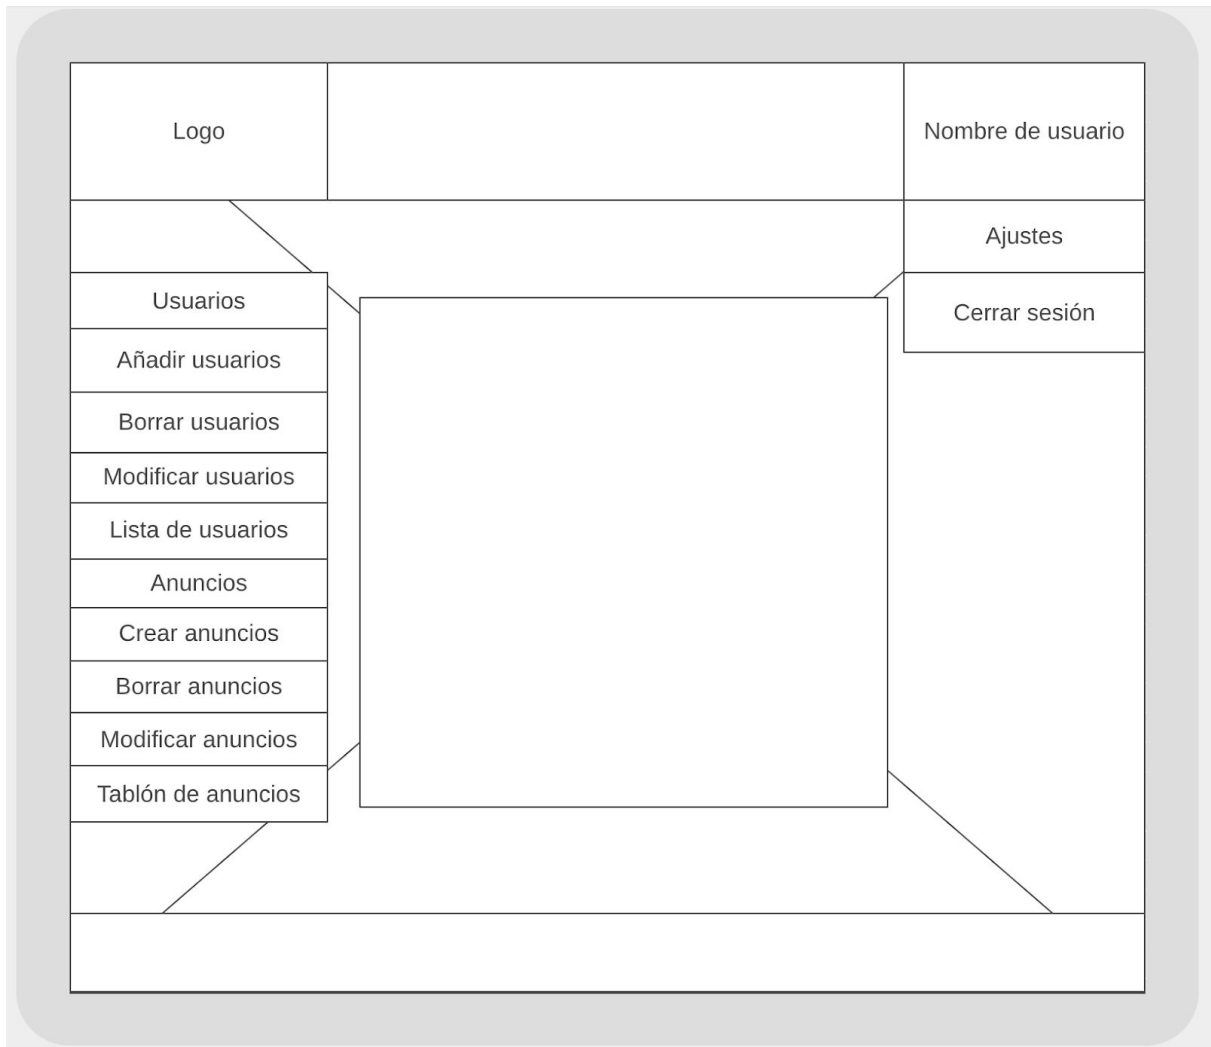 Logo
Nombre de usuario
Ajustes
Cerrar sesión
Usuarios
Añadir usuarios
Borrar usuarios
Modificar usuarios
Lista de usuarios
Anuncios
Crear anuncios
Borrar anuncios
Modificar anuncios
Tablón de anuncios